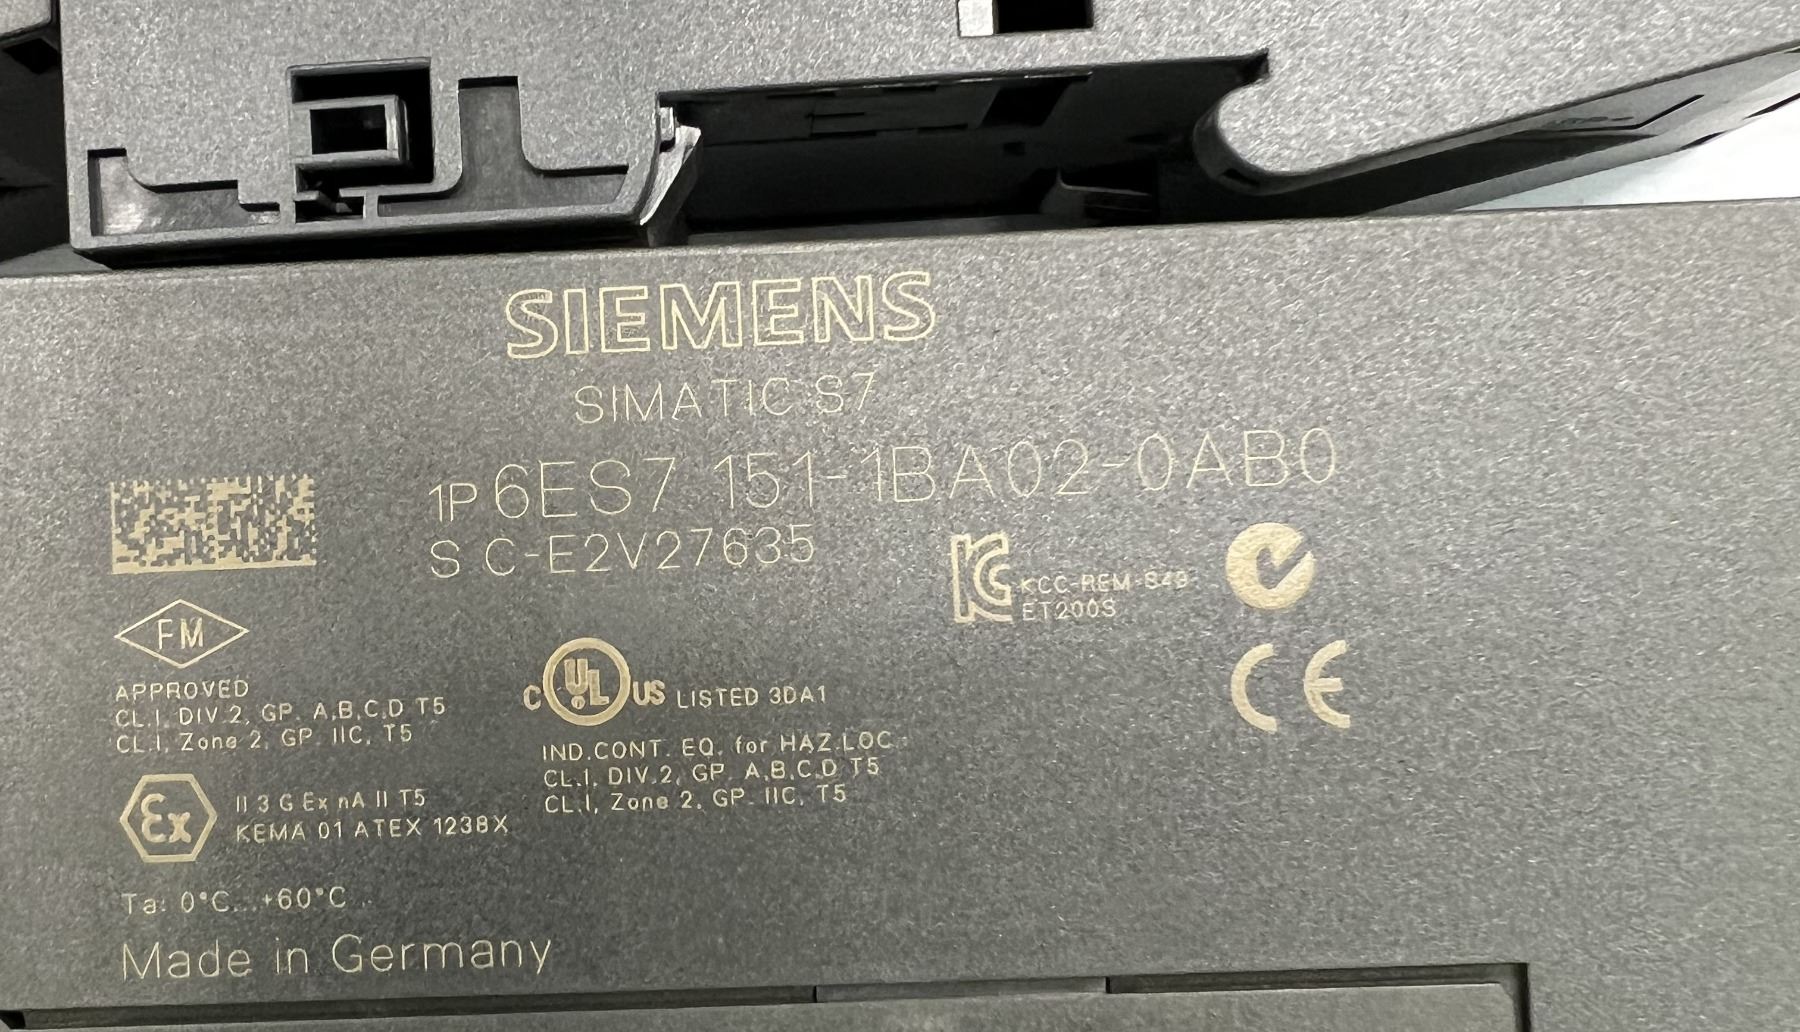 SIEMENS
SIMATIC S7
1P 6ES7 151-1BA02-0AB0
S C-E2V27635
KCC-REM-S49
ET200S
FM
APPROVED
CL.I, DIV.2, GP. A,B,C,D T5
CL.I, Zone 2, GP. IIC, T5
C UL US LISTED 3DA1
IND.CONT. EQ. for HAZ.LOC.
CL.I, DIV.2, GP. A,B,C,D T5
CL.I, Zone 2, GP. IIC, T5
CE
Ex
II 3 G Ex nA II T5
KEMA 01 ATEX 1238X
Ta: 0°C...+60°C
Made in Germany